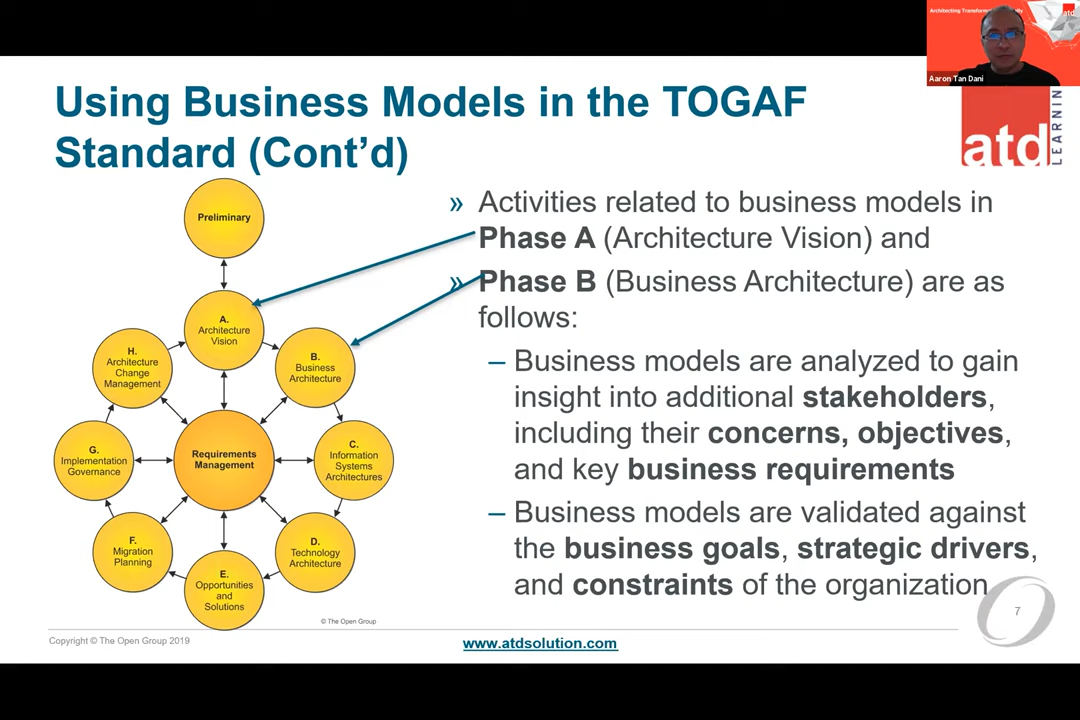 Architecting Transformation
atd
Aaron Tan Dani
Using Business Models in the TOGAF
Standard (Cont’d)
atd
LEARNIN
Preliminary
A.
Architecture
Vision
B.
Business
Architecture
C.
Information
Systems
Architectures
D.
Technology
Architecture
E.
Opportunities
and
Solutions
F.
Migration
Planning
G.
Implementation
Governance
H.
Architecture
Change
Management
Requirements
Management
© The Open Group
» Activities related to business models in
Phase A (Architecture Vision) and
» Phase B (Business Architecture) are as
follows:
– Business models are analyzed to gain
insight into additional stakeholders,
including their concerns, objectives,
and key business requirements
– Business models are validated against
the business goals, strategic drivers,
and constraints of the organization
7
Copyright © The Open Group 2019
www.atdsolution.com